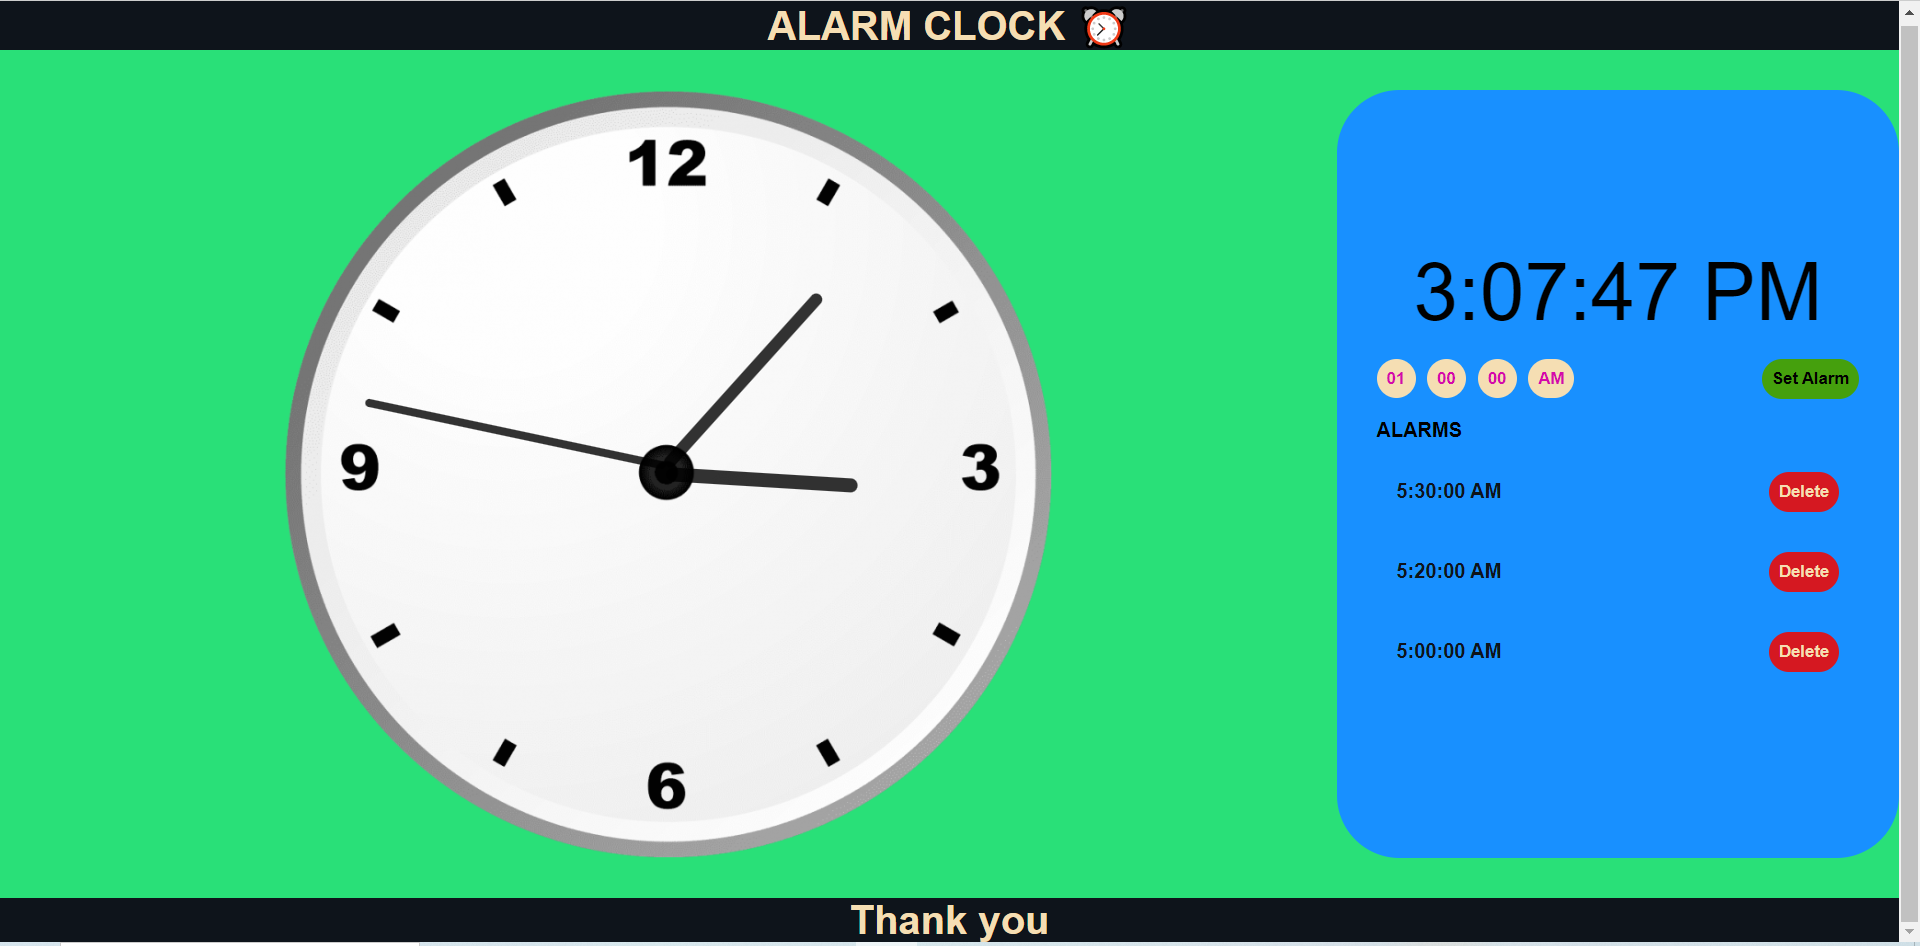 ALARM CLOCK ⏰
12
9
3
6
3:07:47 PM
01 00 00 AM Set Alarm
ALARMS
5:30:00 AM Delete
5:20:00 AM Delete
5:00:00 AM Delete
Thank you